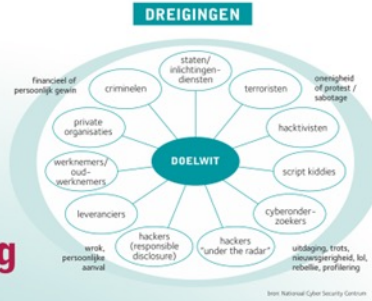 DREIGINGEN
financieel of
persoonlijk gewin
criminelen
staten/
inlichtingen-
diensten
terroristen
onenigheid
of protest /
sabotage
private
organisaties
hacktivisten
werknemers/
oud-
werknemers
DOELWIT
script kiddies
leveranciers
cyberonder-
zoekers
g
wrok,
persoonlijke
aanval
hackers
(responsible
disclosure)
hackers
"under the radar"
uitdaging, trots,
nieuwsgierigheid, lol,
rebellie, profilering
bron: Nationaal Cyber Security Centrum